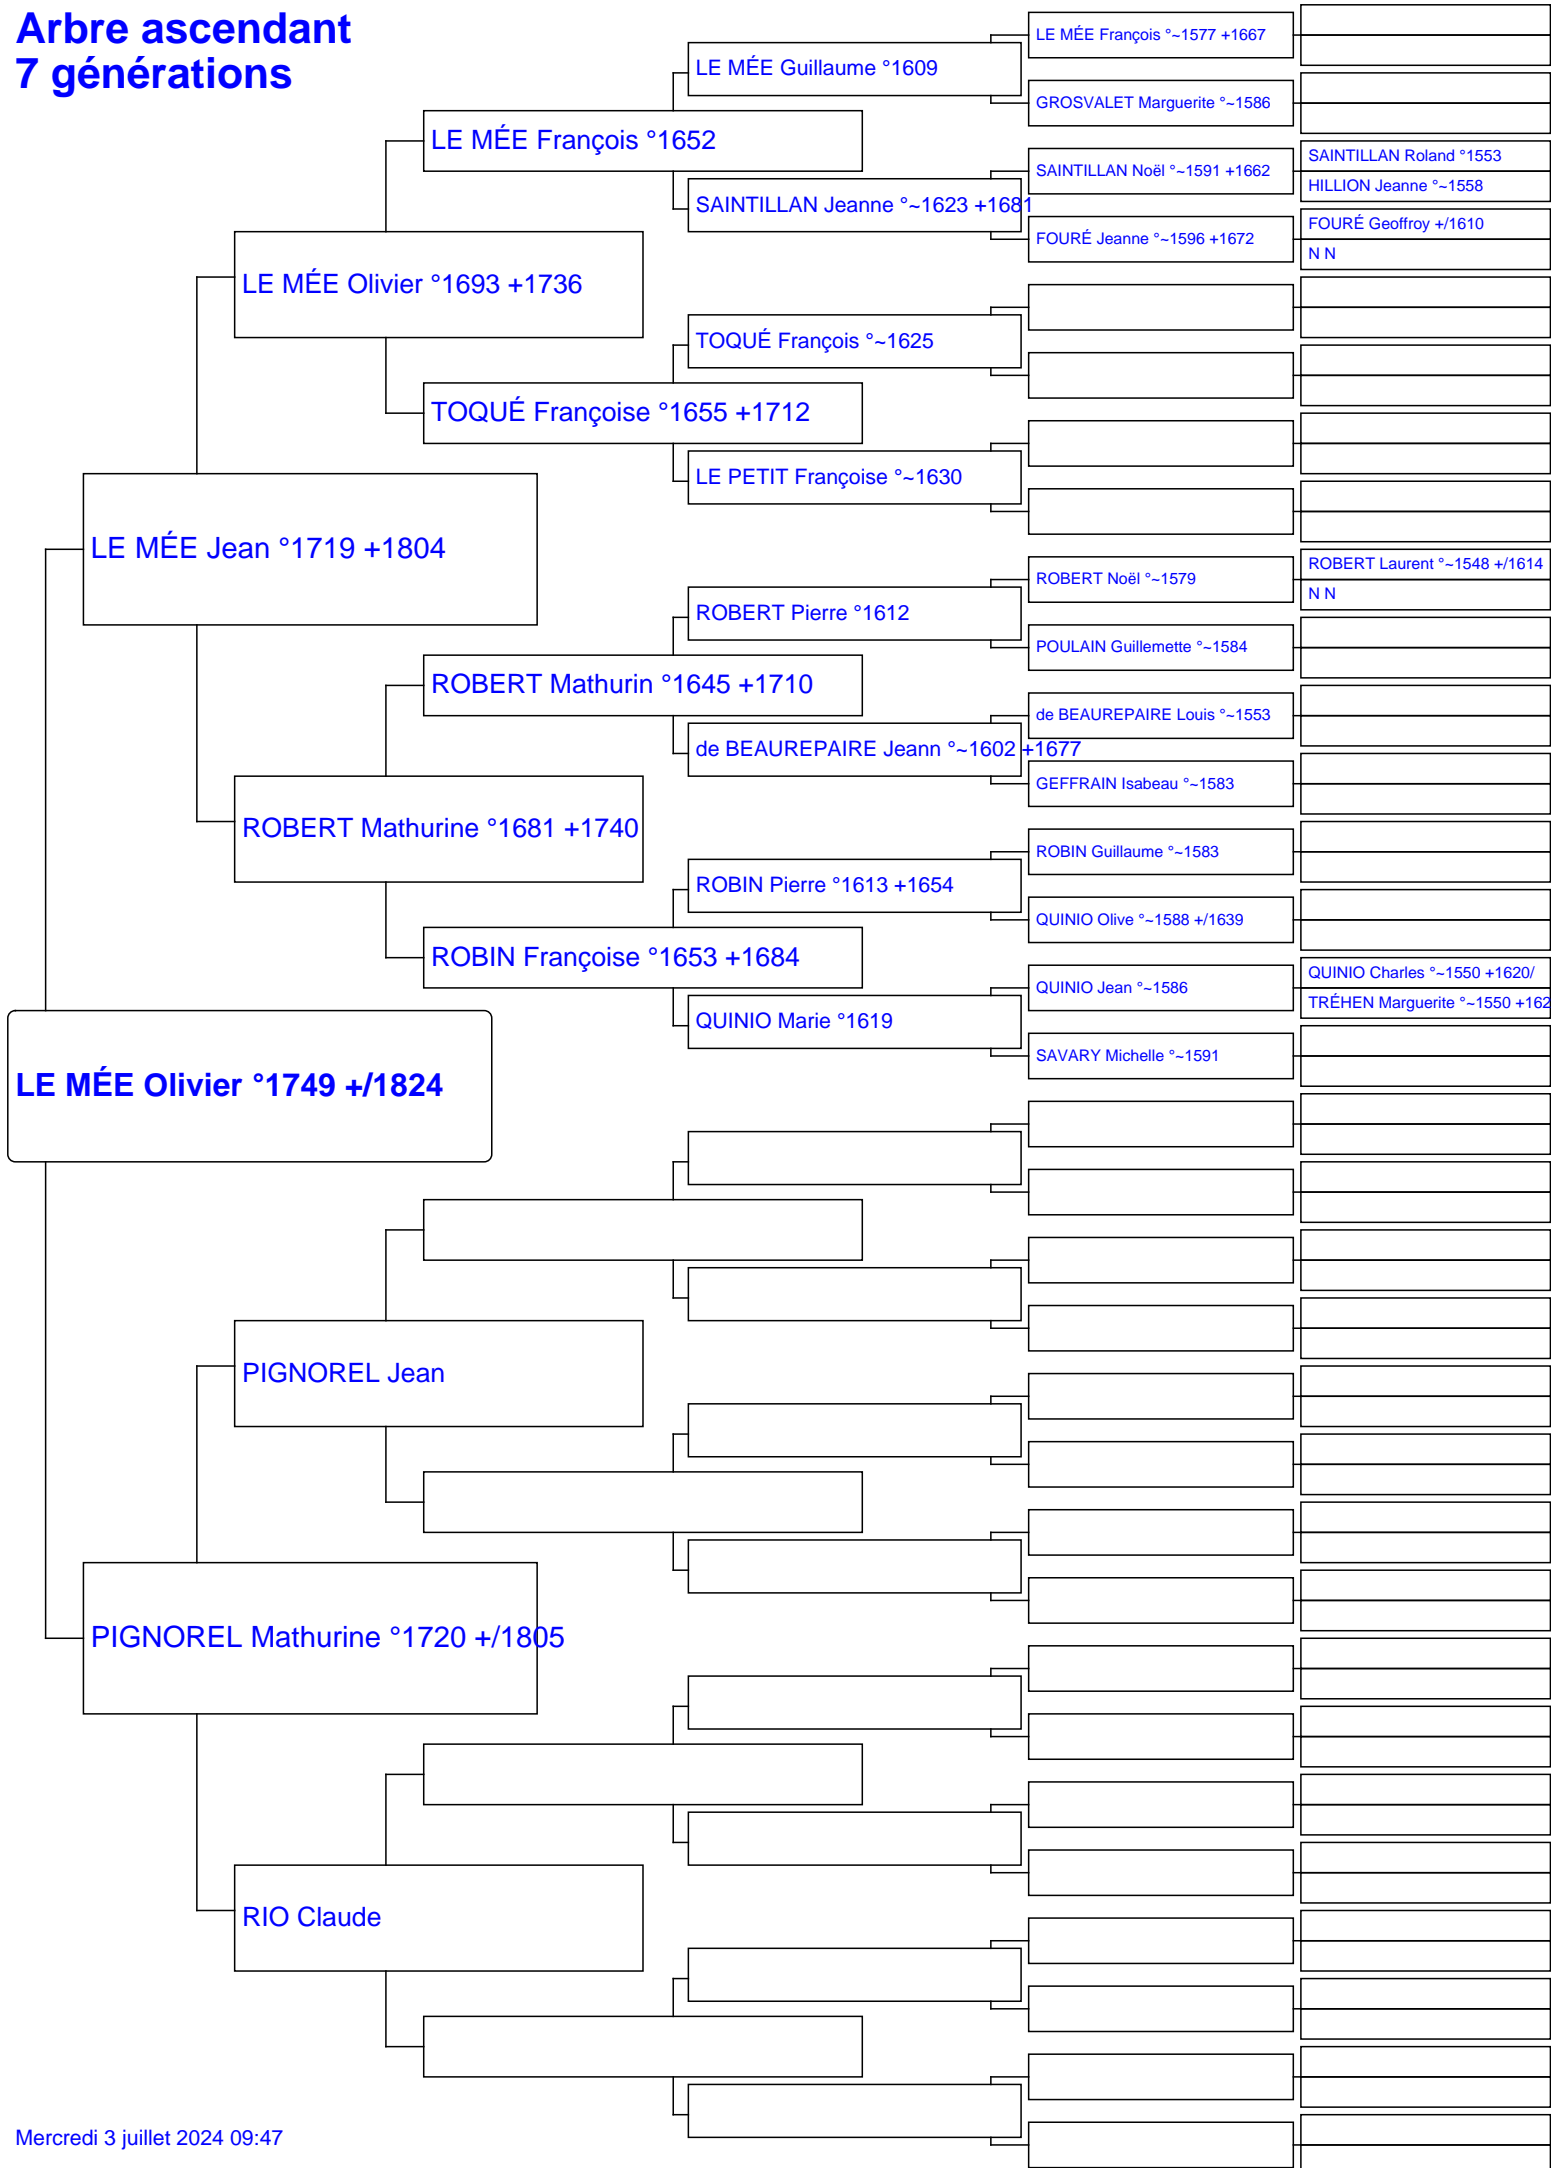 Arbre ascendant
7 générations
LE MÉE François °~1577 +1667
LE MÉE Guillaume °1609
GROSVALET Marguerite °~1586
LE MÉE François °1652
SAINTILLAN Roland °1553
SAINTILLAN Noël °~1591 +1662
HILLION Jeanne °~1558
SAINTILLAN Jeanne °~1623 +1681
FOURÉ Geoffroy +/1610
FOURÉ Jeanne °~1596 +1672
N N
LE MÉE Olivier °1693 +1736
TOQUÉ François °~1625
TOQUÉ Françoise °1655 +1712
LE PETIT Françoise °~1630
LE MÉE Jean °1719 +1804
ROBERT Laurent °~1548 +/1614
ROBERT Noël °~1579
N N
ROBERT Pierre °1612
POULAIN Guillemette °~1584
ROBERT Mathurin °1645 +1710
de BEAUREPAIRE Louis °~1553
de BEAUREPAIRE Jeann °~1602 +1677
GEFFRAIN Isabeau °~1583
ROBERT Mathurine °1681 +1740
ROBIN Guillaume °~1583
ROBIN Pierre °1613 +1654
QUINIO Olive °~1588 +/1639
ROBIN Françoise °1653 +1684
QUINIO Charles °~1550 +1620/
QUINIO Jean °~1586
TRÉHEN Marguerite °~1550 +162
QUINIO Marie °1619
SAVARY Michelle °~1591
LE MÉE Olivier °1749 +/1824
PIGNOREL Jean
PIGNOREL Mathurine °1720 +/1805
RIO Claude
Mercredi 3 juillet 2024 09:47